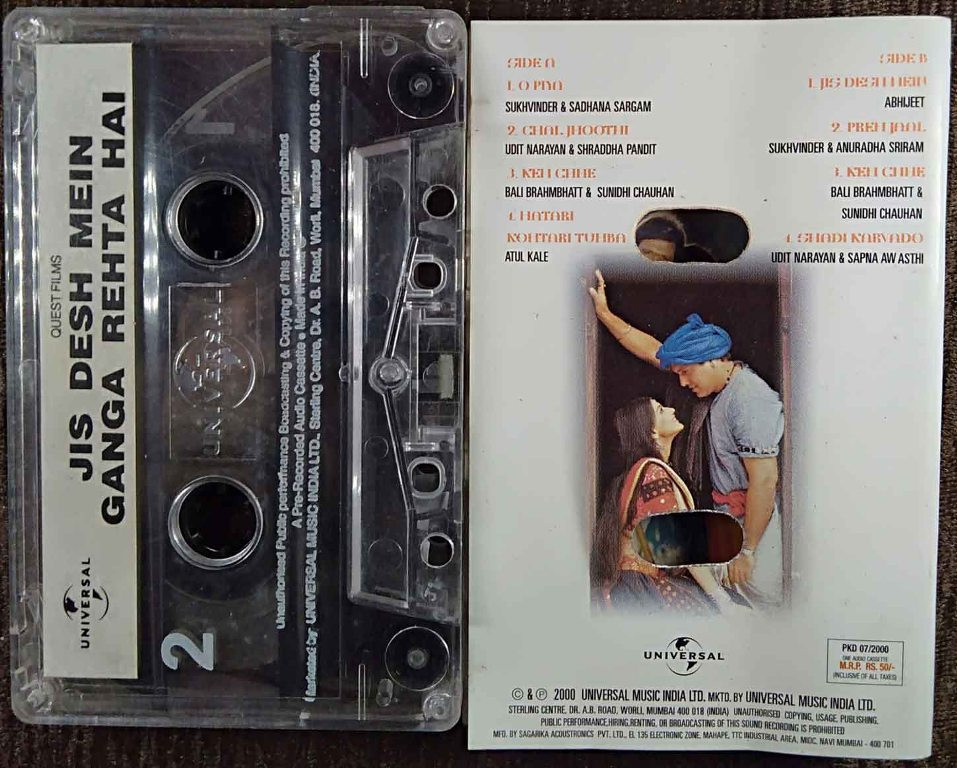 QUEST FILMS
JIS DESH MEIN
GANGA REHTA HAI
UNIVERSAL
2
UNIVERSAL
Unauthorised Public performance Broadcasting & Copying of this Recording prohibited
A Pre-Recorded Audio Cassette • Made in India
Marketed by UNIVERSAL MUSIC INDIA LTD., Sterling Centre, Dr. A. B. Road, Worli, Mumbai 400 018. (INDIA.
SIDE A
1. O PIYA
SUKHVINDER & SADHANA SARGAM
2. CHAL JHOOTHI
UDIT NARAYAN & SHRADDHA PANDIT
3. KEM CHHE
BALI BRAHMBHATT & SUNIDHI CHAUHAN
4. MATARI
KOHTARI TUMBA
ATUL KALE
SIDE B
1. JIS DESH MEIN
ABHIJEET
2. PREM JAAL
SUKHVINDER & ANURADHA SRIRAM
3. KEM CHHE
BALI BRAHMBHATT &
SUNIDHI CHAUHAN
4. SHADI KARVADO
UDIT NARAYAN & SAPNA AW ASTHI
UNIVERSAL
PKD 07/2000
ONE AUDIO CASSETTE
M.R.P. RS. 50/-
(INCLUSIVE OF ALL TAXES)
© & ℗ 2000 UNIVERSAL MUSIC INDIA LTD. MKTD. BY UNIVERSAL MUSIC INDIA LTD.
STERLING CENTRE, DR. A.B. ROAD, WORLI, MUMBAI 400 018 (INDIA). UNAUTHORISED COPYING, USAGE, PUBLISHING,
PUBLIC PERFORMANCE,HIRING,RENTING, OR BROADCASTING OF THIS SOUND RECORDING IS PROHIBITED
MFD. BY SAGARIKA ACOUSTRONICS PVT. LTD., EL 135 ELECTRONIC ZONE, MAHAPE, TTC INDUSTRIAL AREA, MIDC, NAVI MUMBAI - 400 701